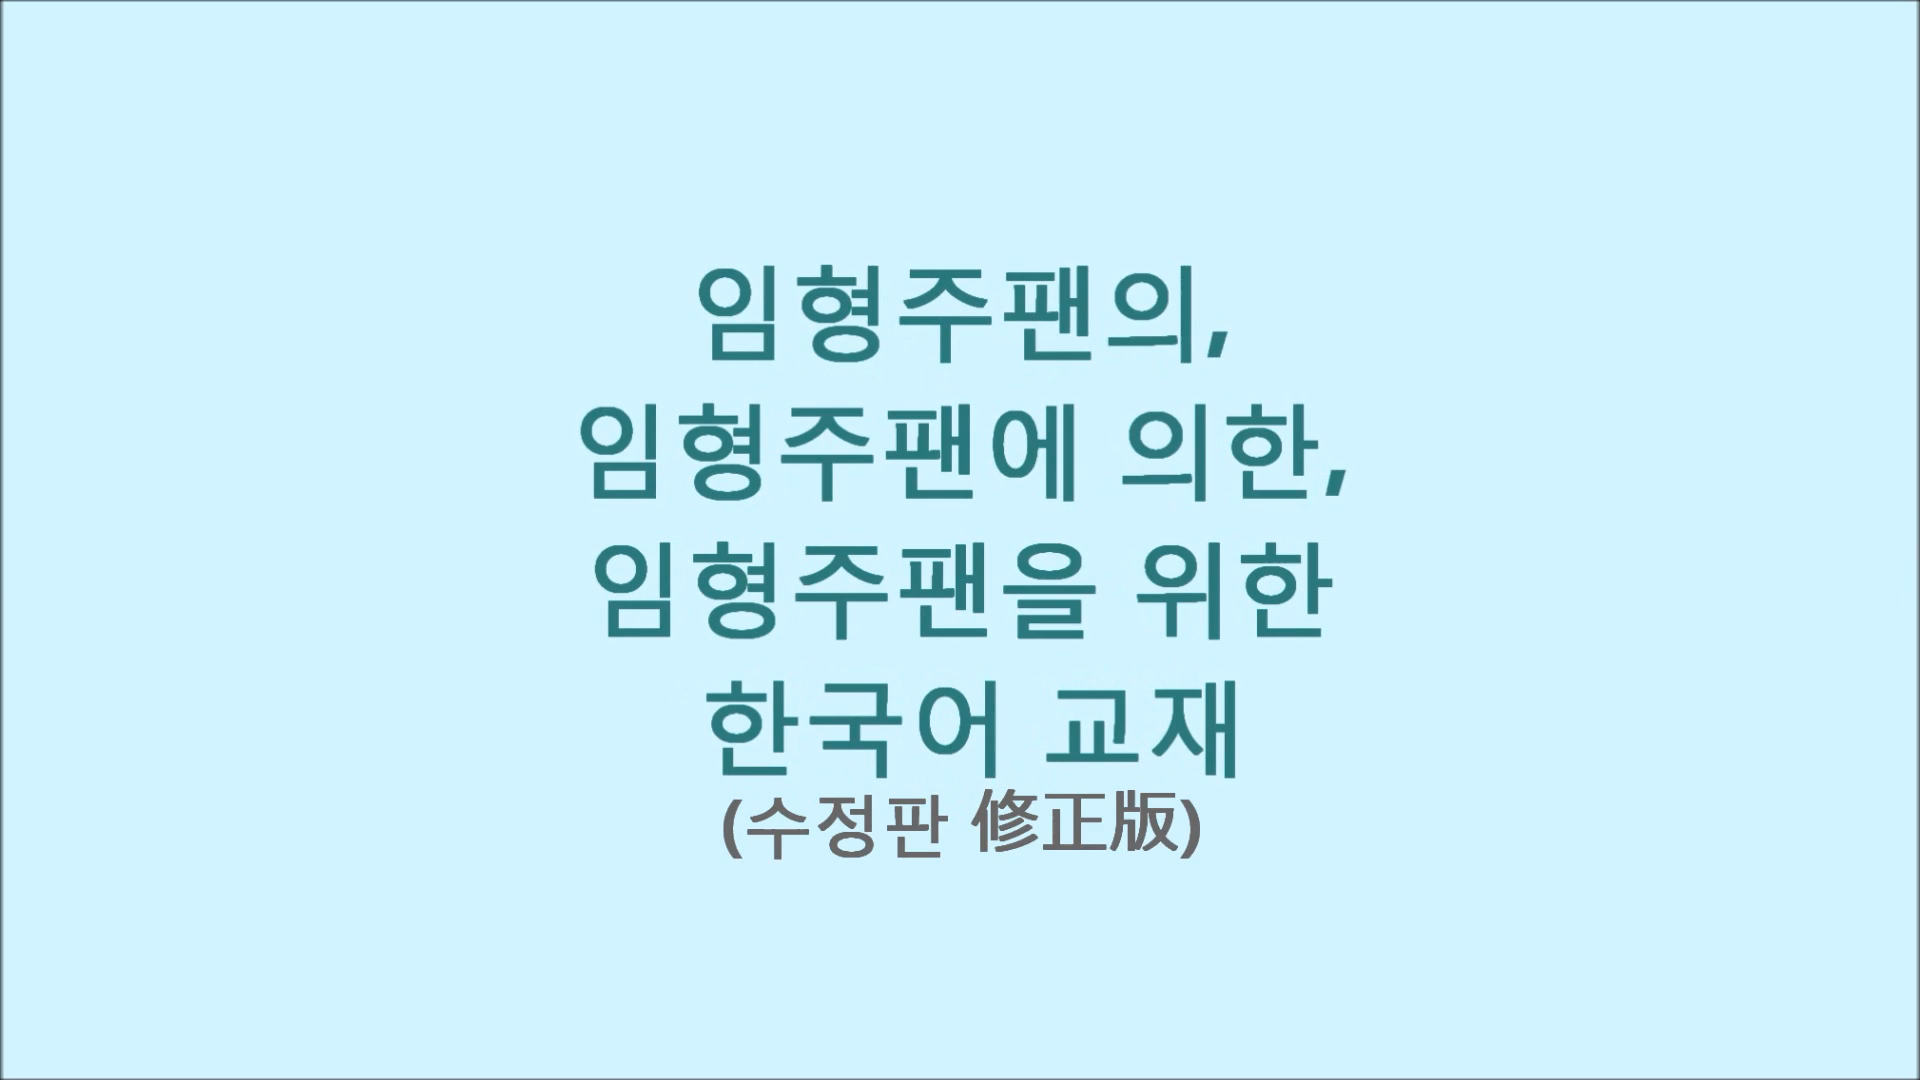 임형주팬의,
임형주팬에 의한,
임형주팬을 위한
한국어 교재
(수정판 修正版)